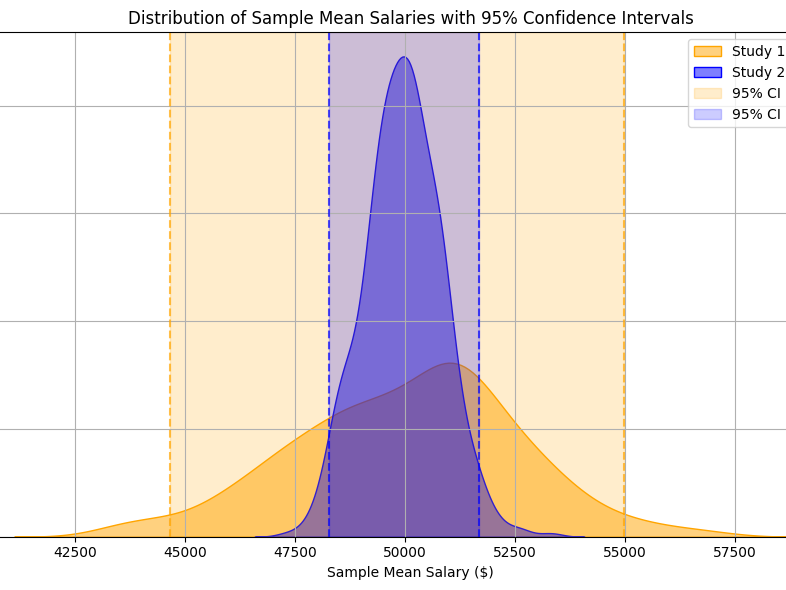 Distribution of Sample Mean Salaries with 95% Confidence Intervals
Study 1
Study 2
95% CI
95% CI
42500 45000 47500 50000 52500 55000 57500
Sample Mean Salary ($)